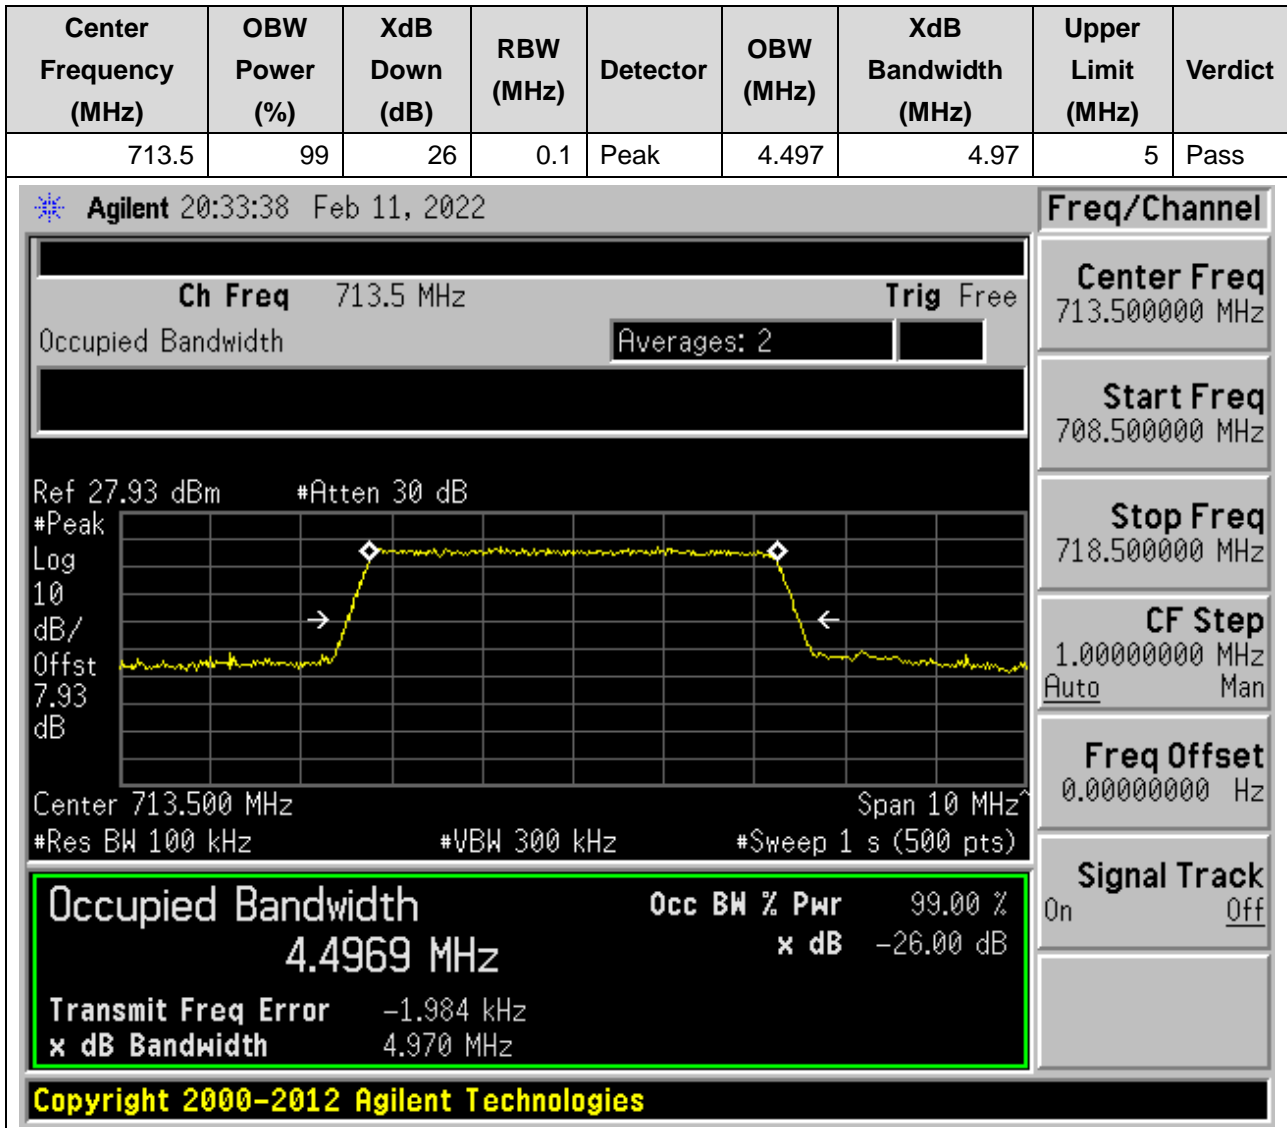 Center Frequency (MHz) OBW Power (%) XdB Down (dB) RBW (MHz) Detector OBW (MHz) XdB Bandwidth (MHz) Upper Limit (MHz) Verdict
713.5 99 26 0.1 Peak 4.497 4.97 5 Pass
Agilent 20:33:38 Feb 11, 2022
Ch Freq 713.5 MHz Trig Free
Occupied Bandwidth Averages: 2
Ref 27.93 dBm #Atten 30 dB
#Peak
Log
10
dB/
Offst
7.93
dB
Center 713.500 MHz Span 10 MHz^
#Res BW 100 kHz #VBW 300 kHz #Sweep 1 s (500 pts)
Occupied Bandwidth Occ BW % Pwr 99.00 %
4.4969 MHz x dB -26.00 dB
Transmit Freq Error -1.984 kHz
x dB Bandwidth 4.970 MHz
Copyright 2000-2012 Agilent Technologies
Freq/Channel
Center Freq
713.500000 MHz
Start Freq
708.500000 MHz
Stop Freq
718.500000 MHz
CF Step
1.00000000 MHz
Auto Man
Freq Offset
0.00000000 Hz
Signal Track
On Off